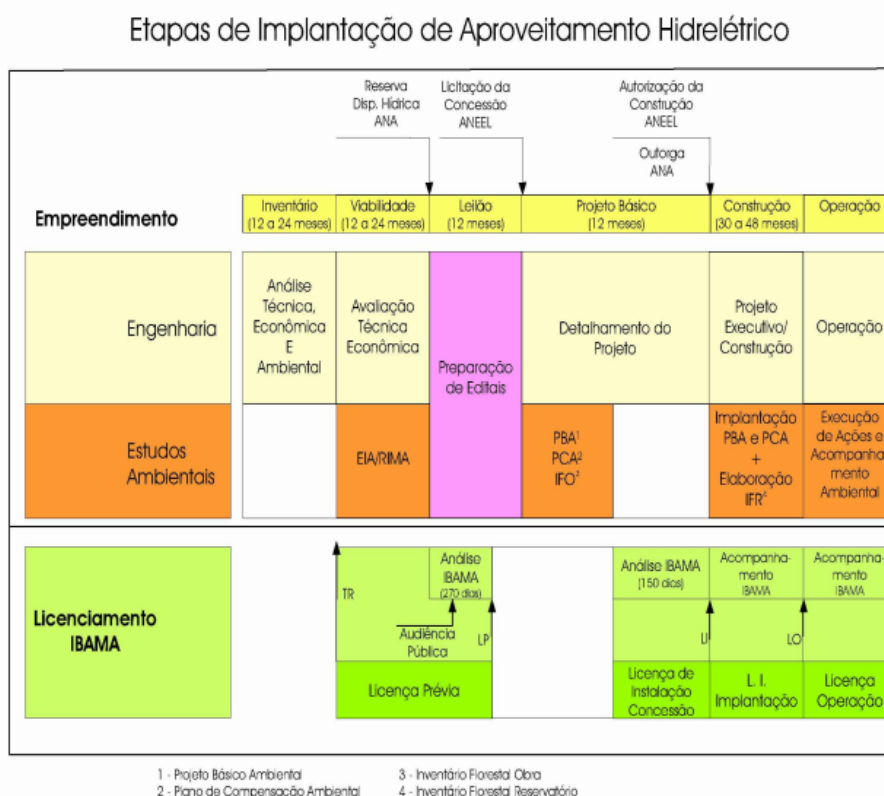 Etapas de Implantação de Aproveitamento Hidrelétrico
Reserva
Disp. Hídrica
ANA
Licitação da
Concessão
ANEEL
Autorização da
Construção
ANEEL
Outorga
ANA
Empreendimento
Inventário
(12 a 24 meses)
Viabilidade
(12 a 24 meses)
Leilão
(12 meses)
Projeto Básico
(12 meses)
Construção
(30 a 48 meses)
Operação
Engenharia
Análise
Técnica,
Econômica
E
Ambiental
Avaliação
Técnica
Econômica
Preparação
de Editais
Detalhamento do
Projeto
Projeto
Executivo/
Construção
Operação
Estudos
Ambientais
EIA/RIMA
PBA¹
PCA²
IFO³
Implantação
PBA e PCA
+
Elaboração
IFR⁴
Execução
de Ações e
Acompanha-
mento
Ambiental
Licenciamento
IBAMA
TR
Análise
IBAMA
(270 dias)
Audiência
Pública
LP
Análise IBAMA
(150 dias)
LI
Acompanha-
mento
IBAMA
LO
Acompanha-
mento
IBAMA
Licença Prévia
Licença de
Instalação
Concessão
L. I.
Implantação
Licença
Operação
1 - Projeto Básico Ambiental
2 - Plano de Compensação Ambiental
3 - Inventário Florestal Obra
4 - Inventário Florestal Reservatório